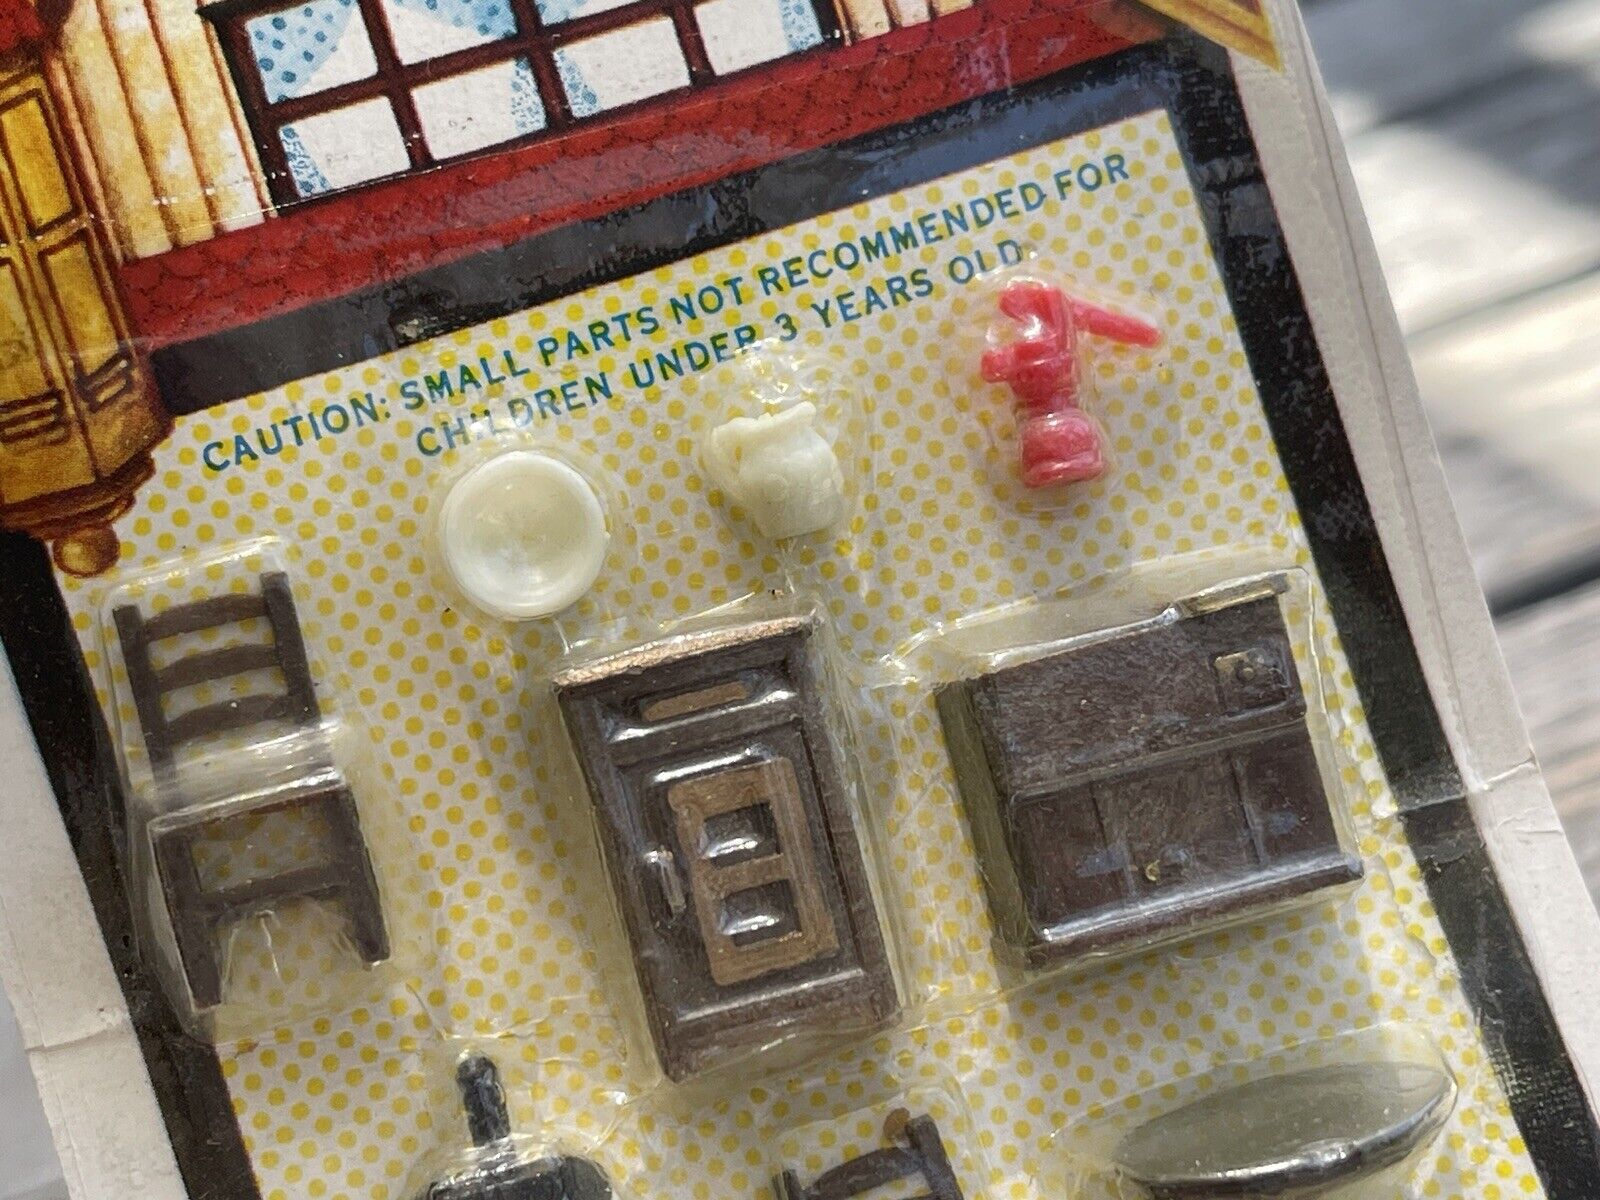 CAUTION: SMALL PARTS NOT RECOMMENDED FOR
CHILDREN UNDER 3 YEARS OLD.